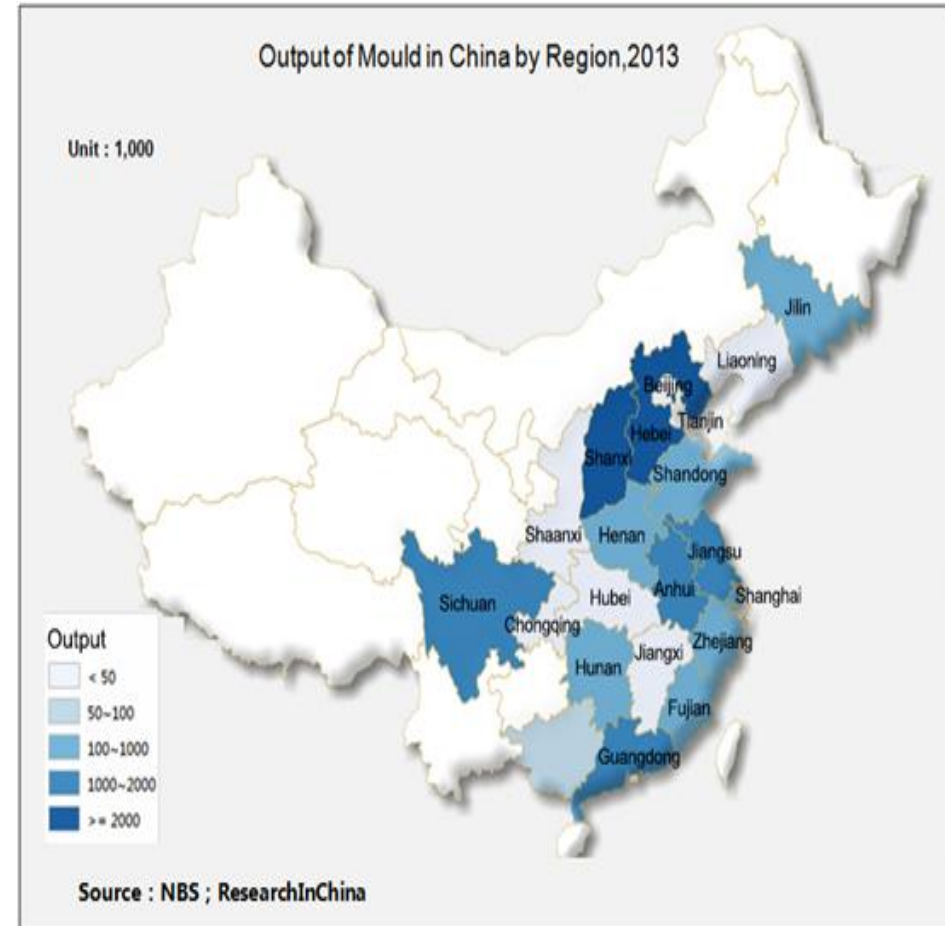 Output of Mould in China by Region,2013
Unit : 1,000
Jilin
Liaoning
Beijing
Tianjin
Hebei
Shanxi
Shandong
Shaanxi
Henan
Jiangsu
Anhui
Shanghai
Sichuan
Hubei
Chongqing
Zhejiang
Jiangxi
Hunan
Fujian
Guangdong
Output
< 50
50~100
100~1000
1000~2000
>= 2000
Source : NBS ; ResearchInChina